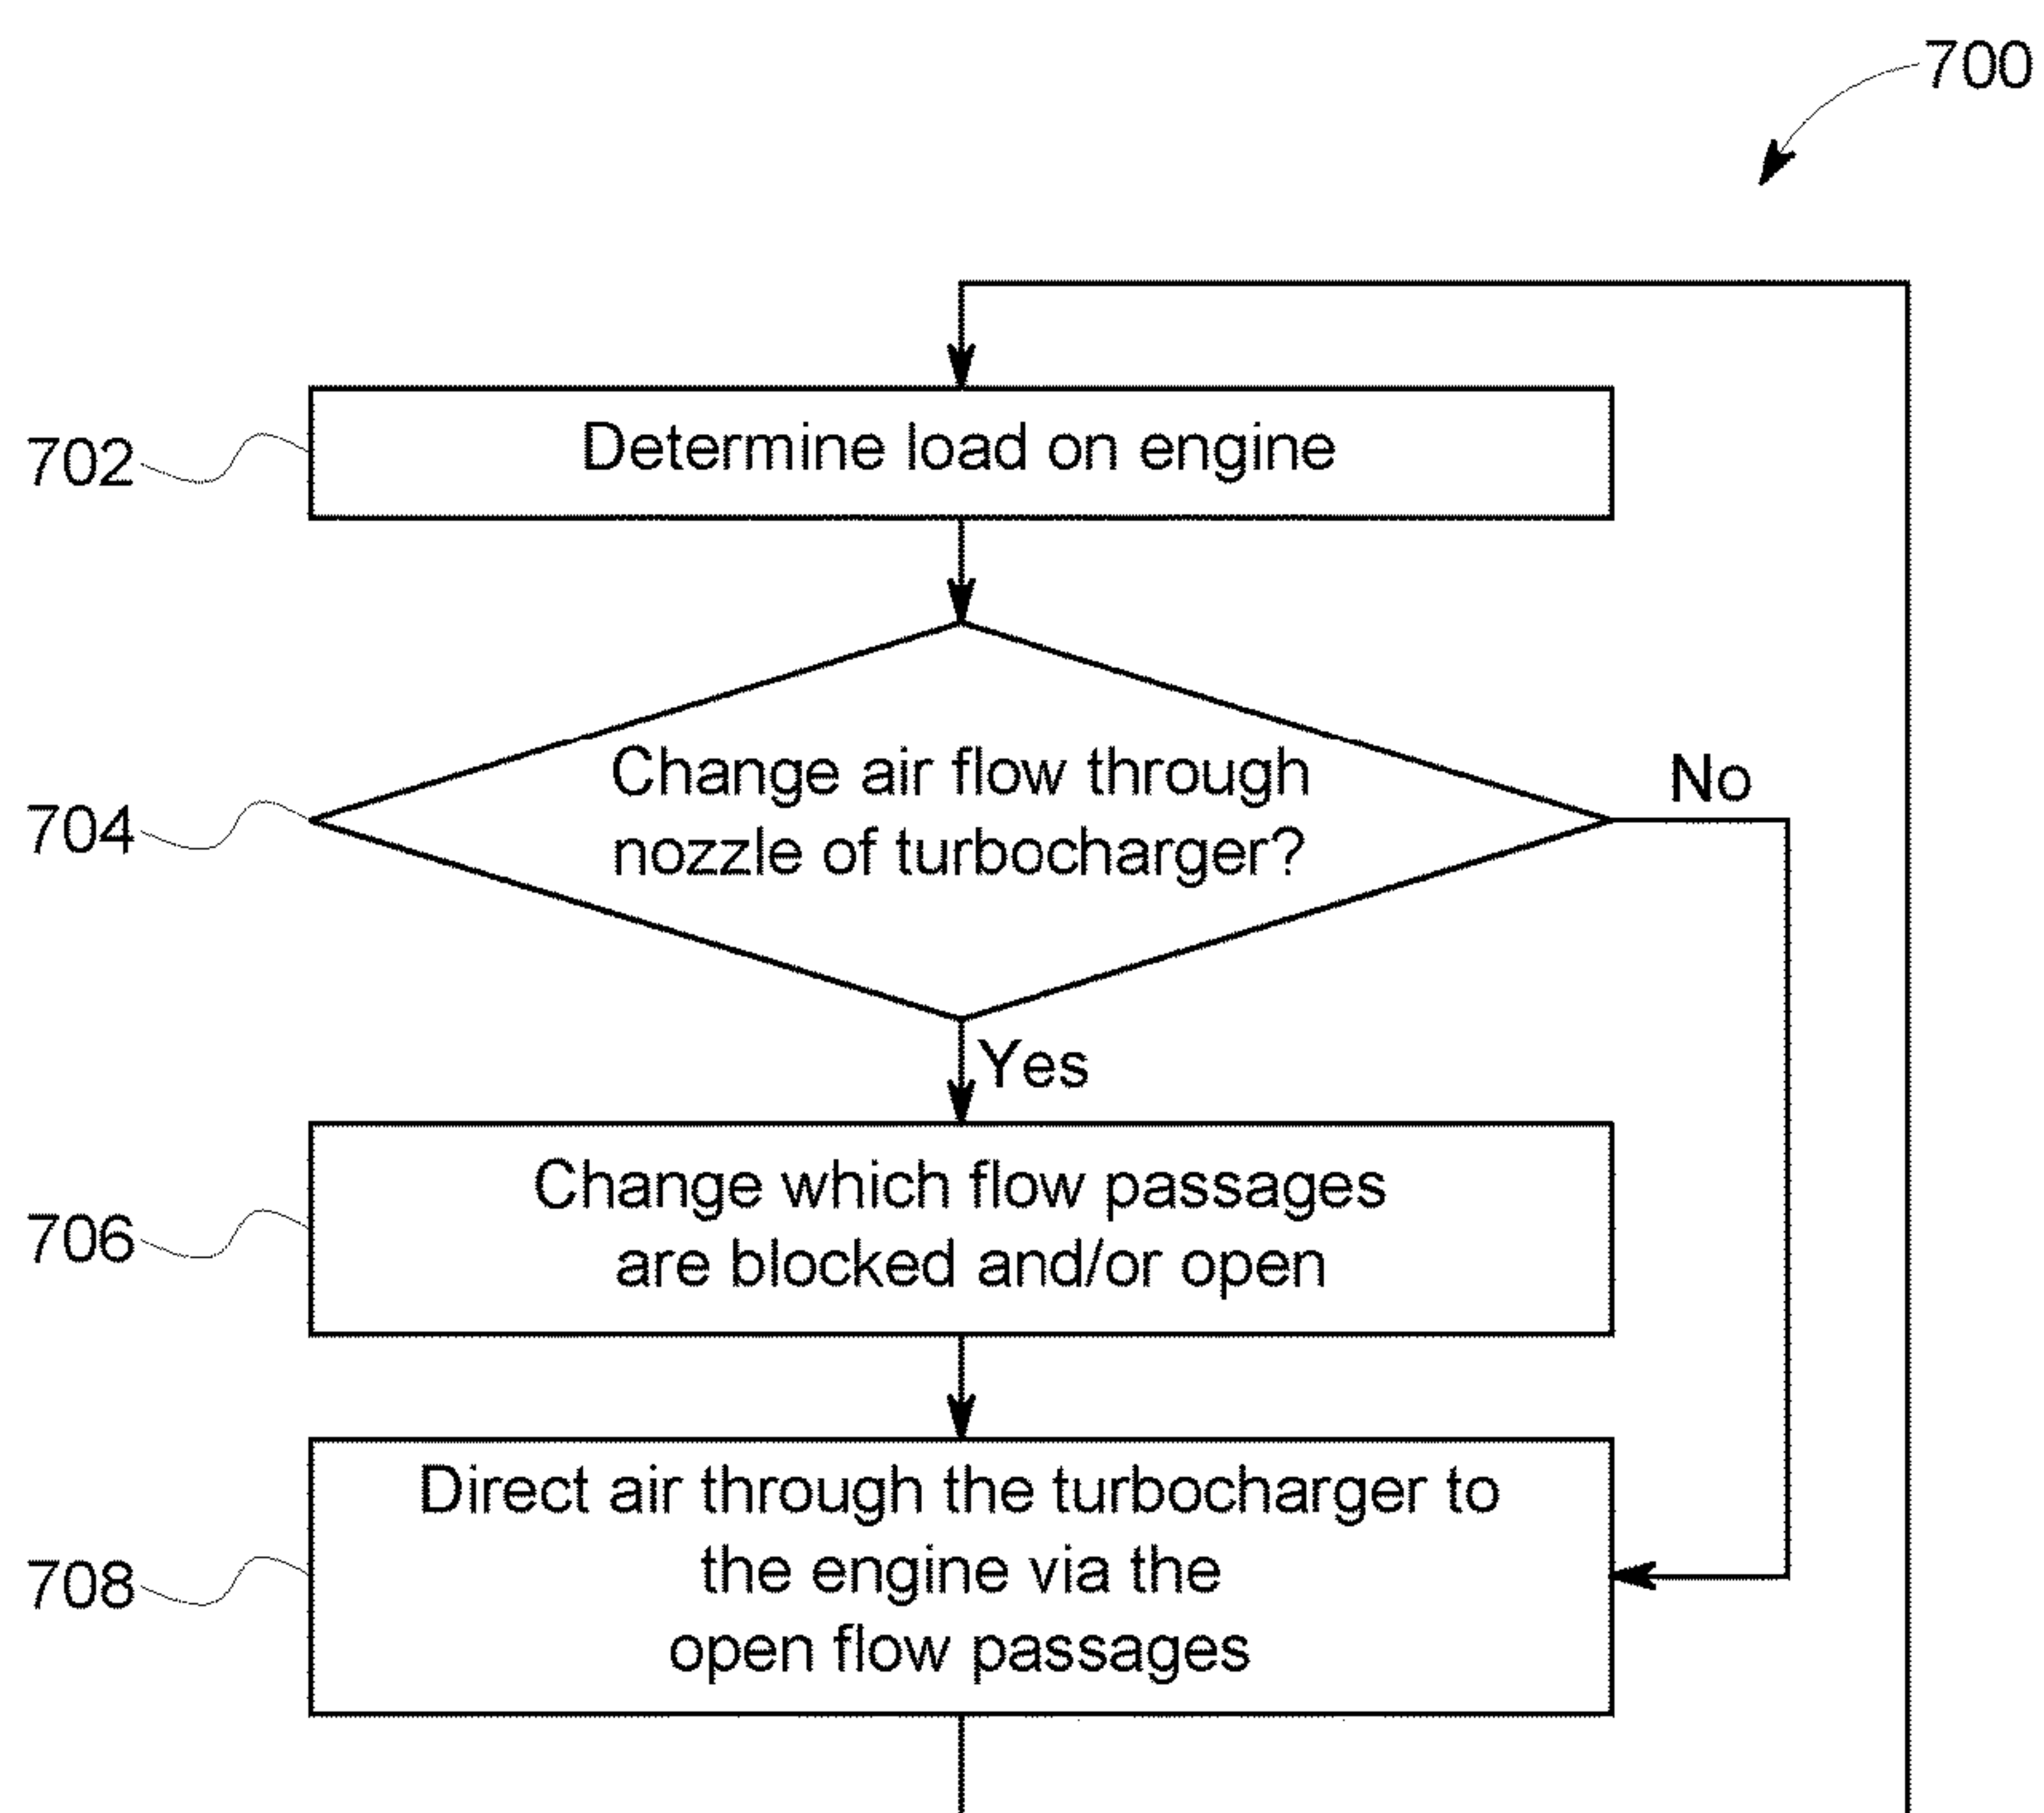 700
702
Determine load on engine
704
Change air flow through
nozzle of turbocharger?
No
Yes
706
Change which flow passages
are blocked and/or open
708
Direct air through the turbocharger to
the engine via the
open flow passages